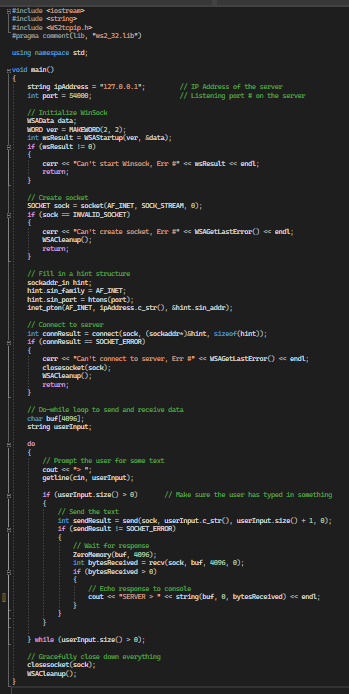 #include <iostream>
#include <string>
#include <WS2tcpip.h>
#pragma comment(lib, "ws2_32.lib")

using namespace std;

void main()
{
    string ipAddress = "127.0.0.1";         // IP Address of the server
    int port = 54000;                       // Listening port # on the server

    // Initialize WinSock
    WSAData data;
    WORD ver = MAKEWORD(2, 2);
    int wsResult = WSAStartup(ver, &data);
    if (wsResult != 0)
    {
        cerr << "Can't start Winsock, Err #" << wsResult << endl;
        return;
    }

    // Create socket
    SOCKET sock = socket(AF_INET, SOCK_STREAM, 0);
    if (sock == INVALID_SOCKET)
    {
        cerr << "Can't create socket, Err #" << WSAGetLastError() << endl;
        WSACleanup();
        return;
    }

    // Fill in a hint structure
    sockaddr_in hint;
    hint.sin_family = AF_INET;
    hint.sin_port = htons(port);
    inet_pton(AF_INET, ipAddress.c_str(), &hint.sin_addr);

    // Connect to server
    int connResult = connect(sock, (sockaddr*)&hint, sizeof(hint));
    if (connResult == SOCKET_ERROR)
    {
        cerr << "Can't connect to server, Err #" << WSAGetLastError() << endl;
        closesocket(sock);
        WSACleanup();
        return;
    }

    // Do-while loop to send and receive data
    char buf[4096];
    string userInput;

    do
    {
        // Prompt the user for some text
        cout << "> ";
        getline(cin, userInput);

        if (userInput.size() > 0)       // Make sure the user has typed in something
        {
            // Send the text
            int sendResult = send(sock, userInput.c_str(), userInput.size() + 1, 0);
            if (sendResult != SOCKET_ERROR)
            {
                // Wait for response
                ZeroMemory(buf, 4096);
                int bytesReceived = recv(sock, buf, 4096, 0);
                if (bytesReceived > 0)
                {
                    // Echo response to console
                    cout << "SERVER > " << string(buf, 0, bytesReceived) << endl;
                }
            }
        }

    } while (userInput.size() > 0);

    // Gracefully close down everything
    closesocket(sock);
    WSACleanup();
}